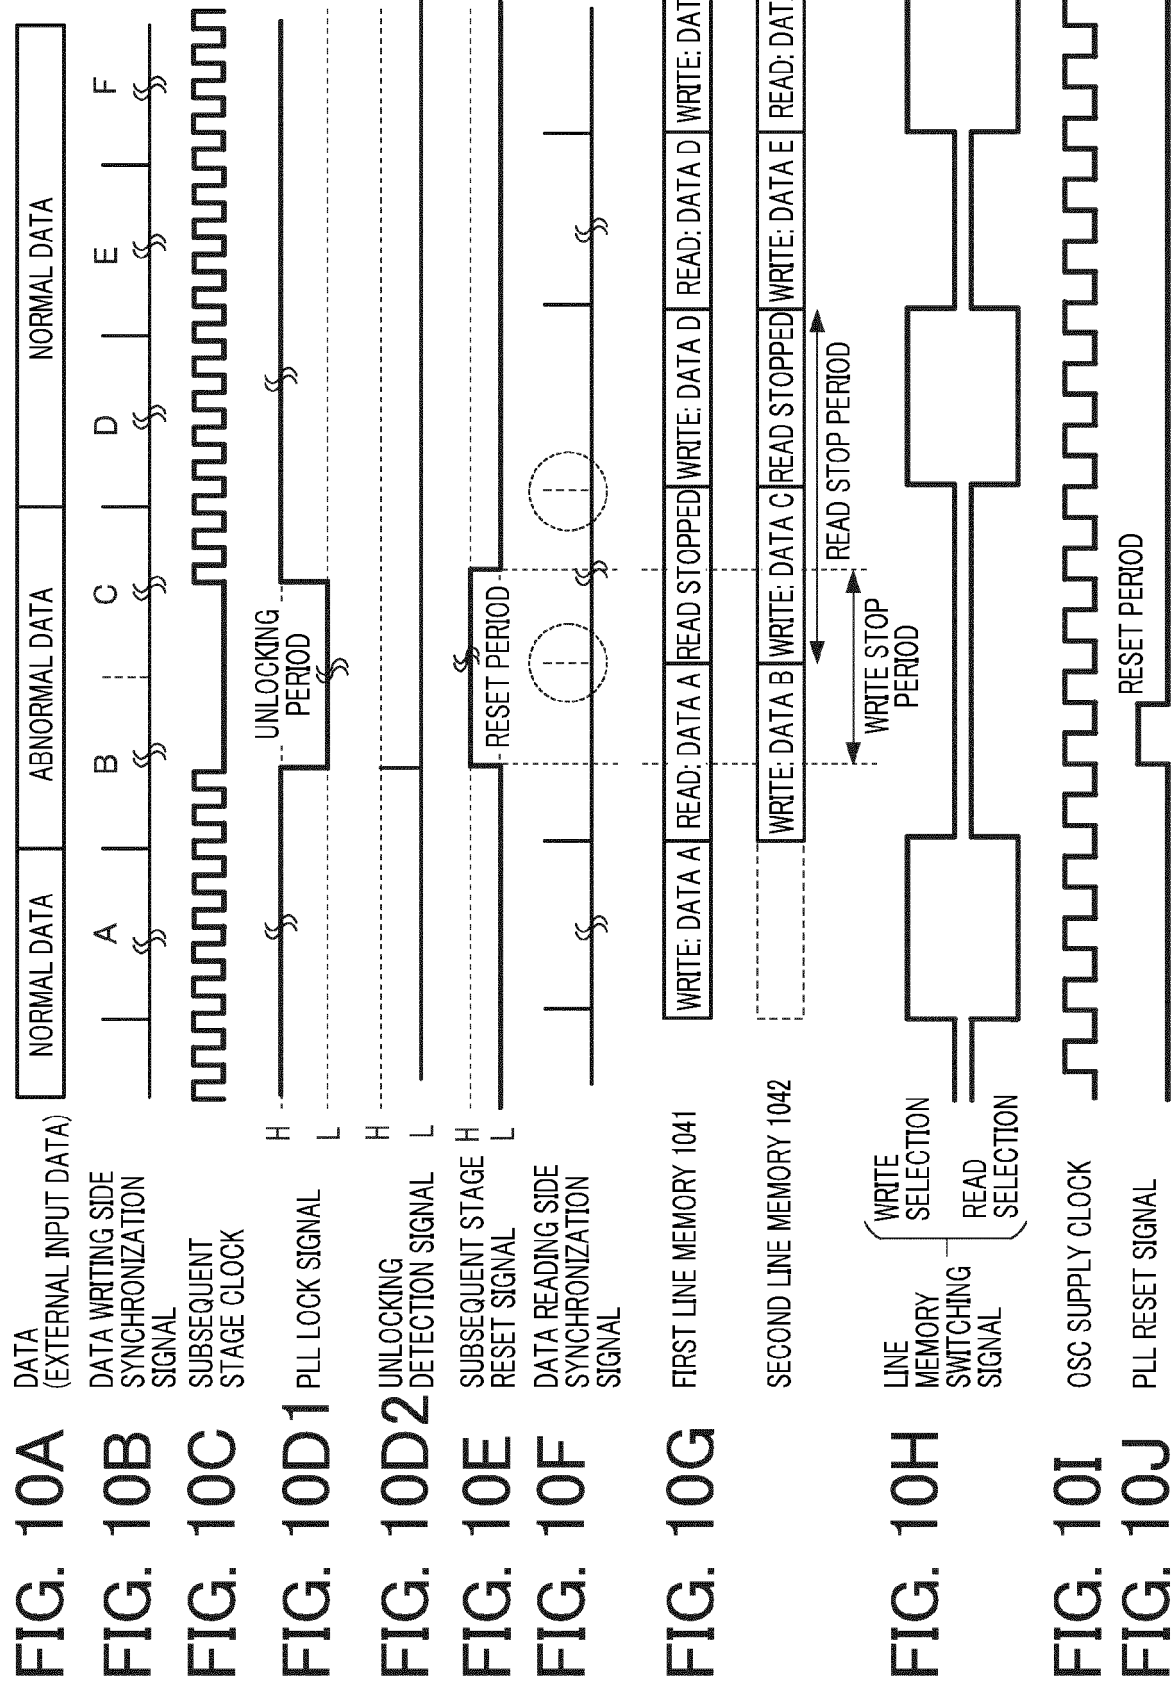 FIG. 10A
DATA
(EXTERNAL INPUT DATA)
NORMAL DATA
ABNORMAL DATA
NORMAL DATA
FIG. 10B
DATA WRITING SIDE
SYNCHRONIZATION
SIGNAL
A
B
C
D
E
F
FIG. 10C
SUBSEQUENT
STAGE CLOCK
FIG. 10D1
PLL LOCK SIGNAL
H
L
UNLOCKING
PERIOD
FIG. 10D2
UNLOCKING
DETECTION SIGNAL
H
L
FIG. 10E
SUBSEQUENT STAGE
RESET SIGNAL
H
L
RESET PERIOD
FIG. 10F
DATA READING SIDE
SYNCHRONIZATION
SIGNAL
FIG. 10G
FIRST LINE MEMORY 1041
WRITE: DATA A
READ: DATA A
READ STOPPED
WRITE: DATA D
READ: DATA D
WRITE: DAT
SECOND LINE MEMORY 1042
WRITE: DATA B
WRITE: DATA C
READ STOPPED
WRITE: DATA E
READ: DAT
READ STOP PERIOD
WRITE STOP
PERIOD
FIG. 10H
LINE
MEMORY
SWITCHING
SIGNAL
WRITE
SELECTION
READ
SELECTION
FIG. 10I
OSC SUPPLY CLOCK
FIG. 10J
PLL RESET SIGNAL
RESET PERIOD